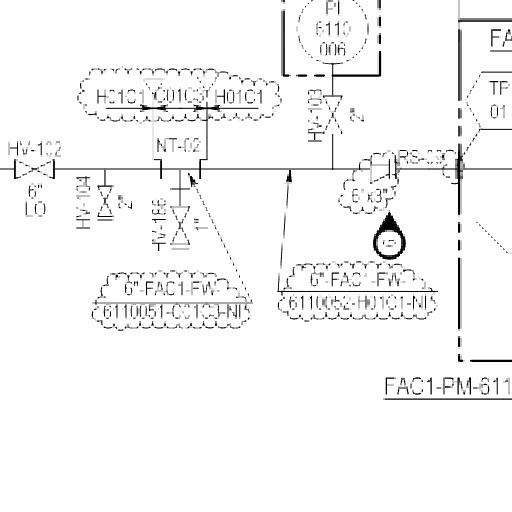 PI
6110
006
FA
H01C1
C01C3
H01C1
TP
01
HV-103
2"
NT-02
HV-102
6"
LO
RS-09
HV-104
2"
HV-186
1"
6"x3"
6"-FAC1-FW-
6110051-C01C3-NI
6"-FAC1-FW-
6110052-H01C1-NI
FAC1-PM-611